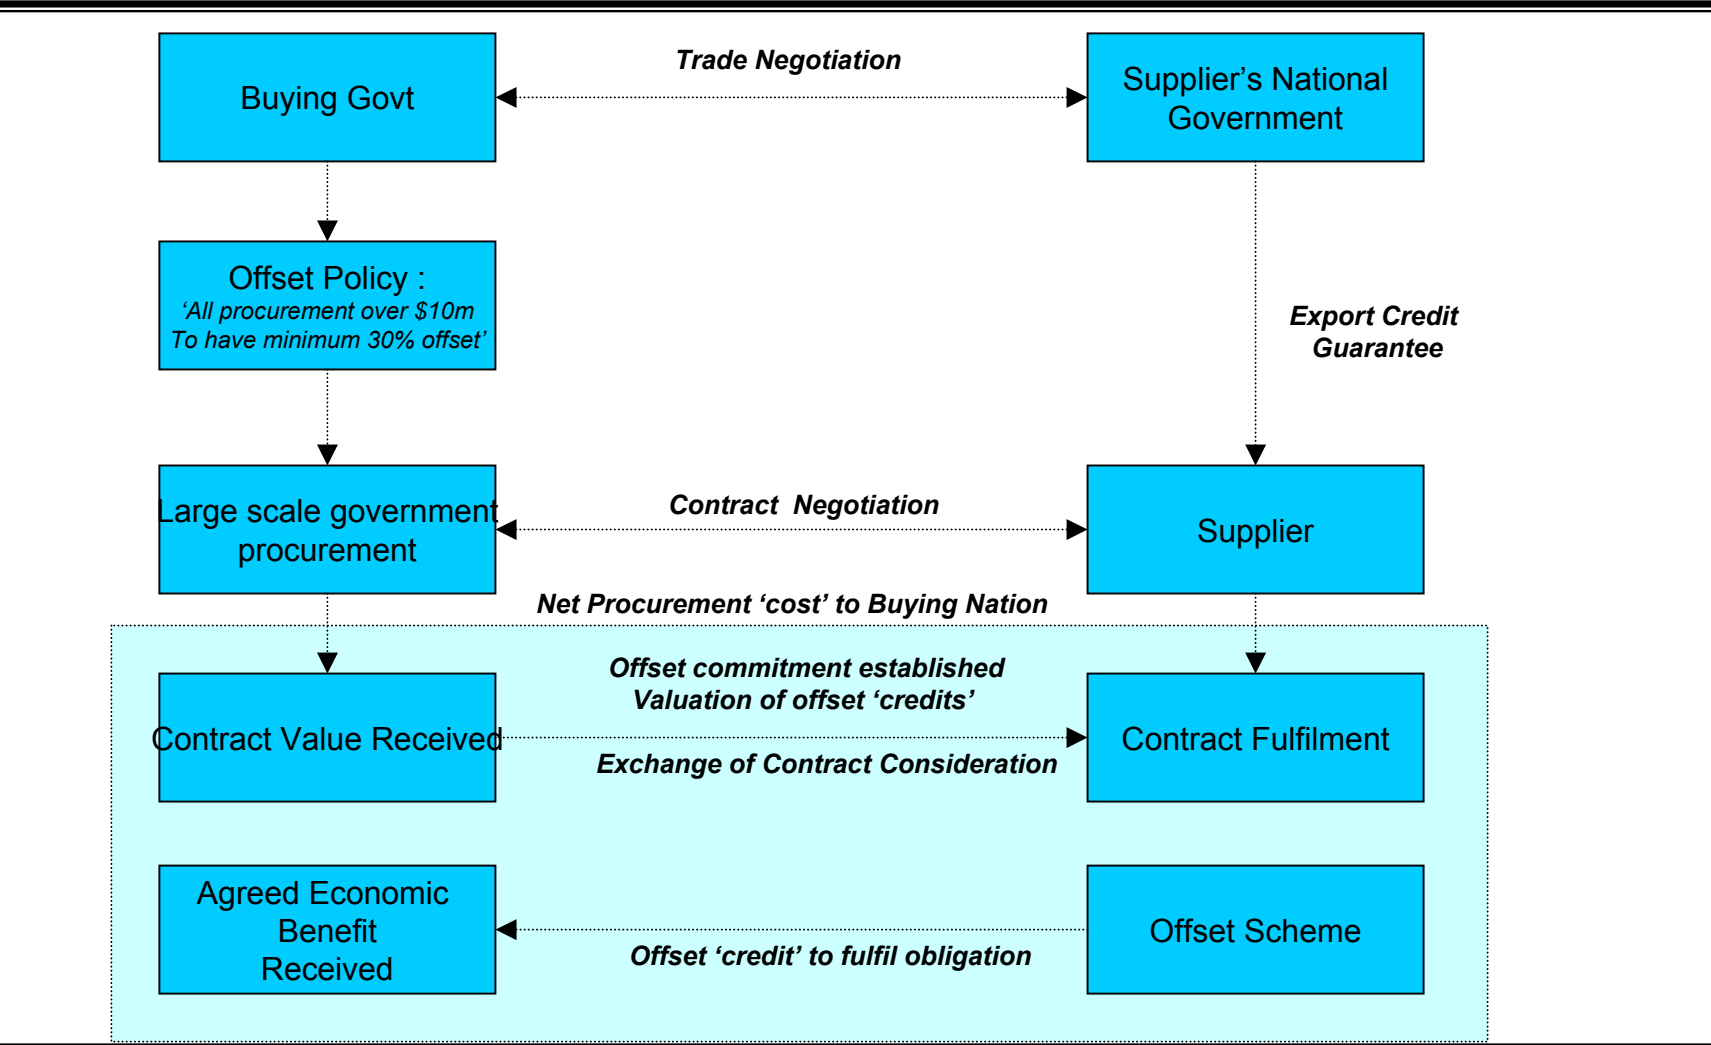 Trade Negotiation
Buying Govt
Supplier’s National
Government
Offset Policy :
‘All procurement over $10m
To have minimum 30% offset’
Export Credit
Guarantee
Large scale government
procurement
Contract  Negotiation
Supplier
Net Procurement ‘cost’ to Buying Nation
Offset commitment established
Valuation of offset ‘credits’
Contract Value Received
Exchange of Contract Consideration
Contract Fulfilment
Agreed Economic
Benefit
Received
Offset ‘credit’ to fulfil obligation
Offset Scheme